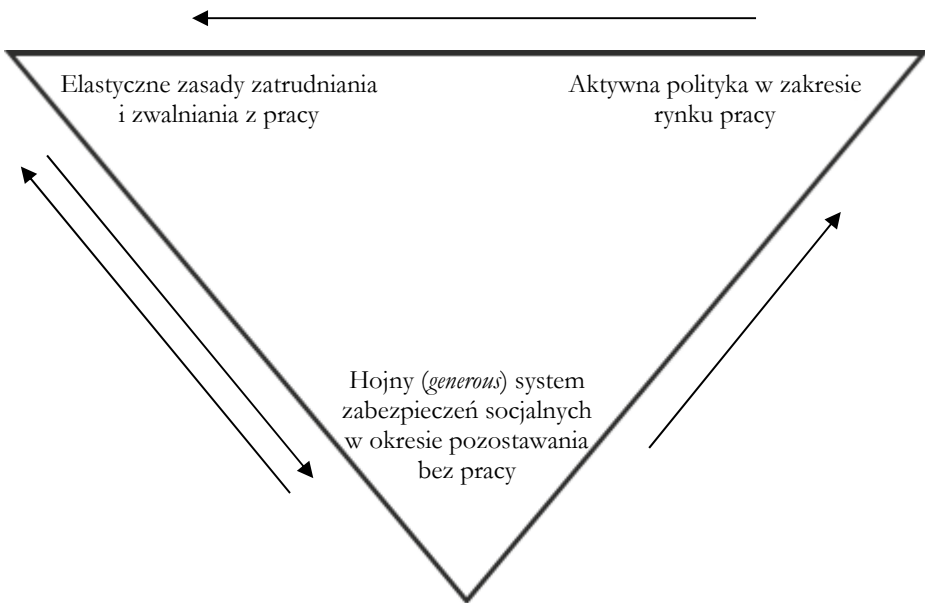 Elastyczne zasady zatrudniania
i zwalniania z pracy
Aktywna polityka w zakresie
rynku pracy
Hojny (generous) system
zabezpieczeń socjalnych
w okresie pozostawania
bez pracy